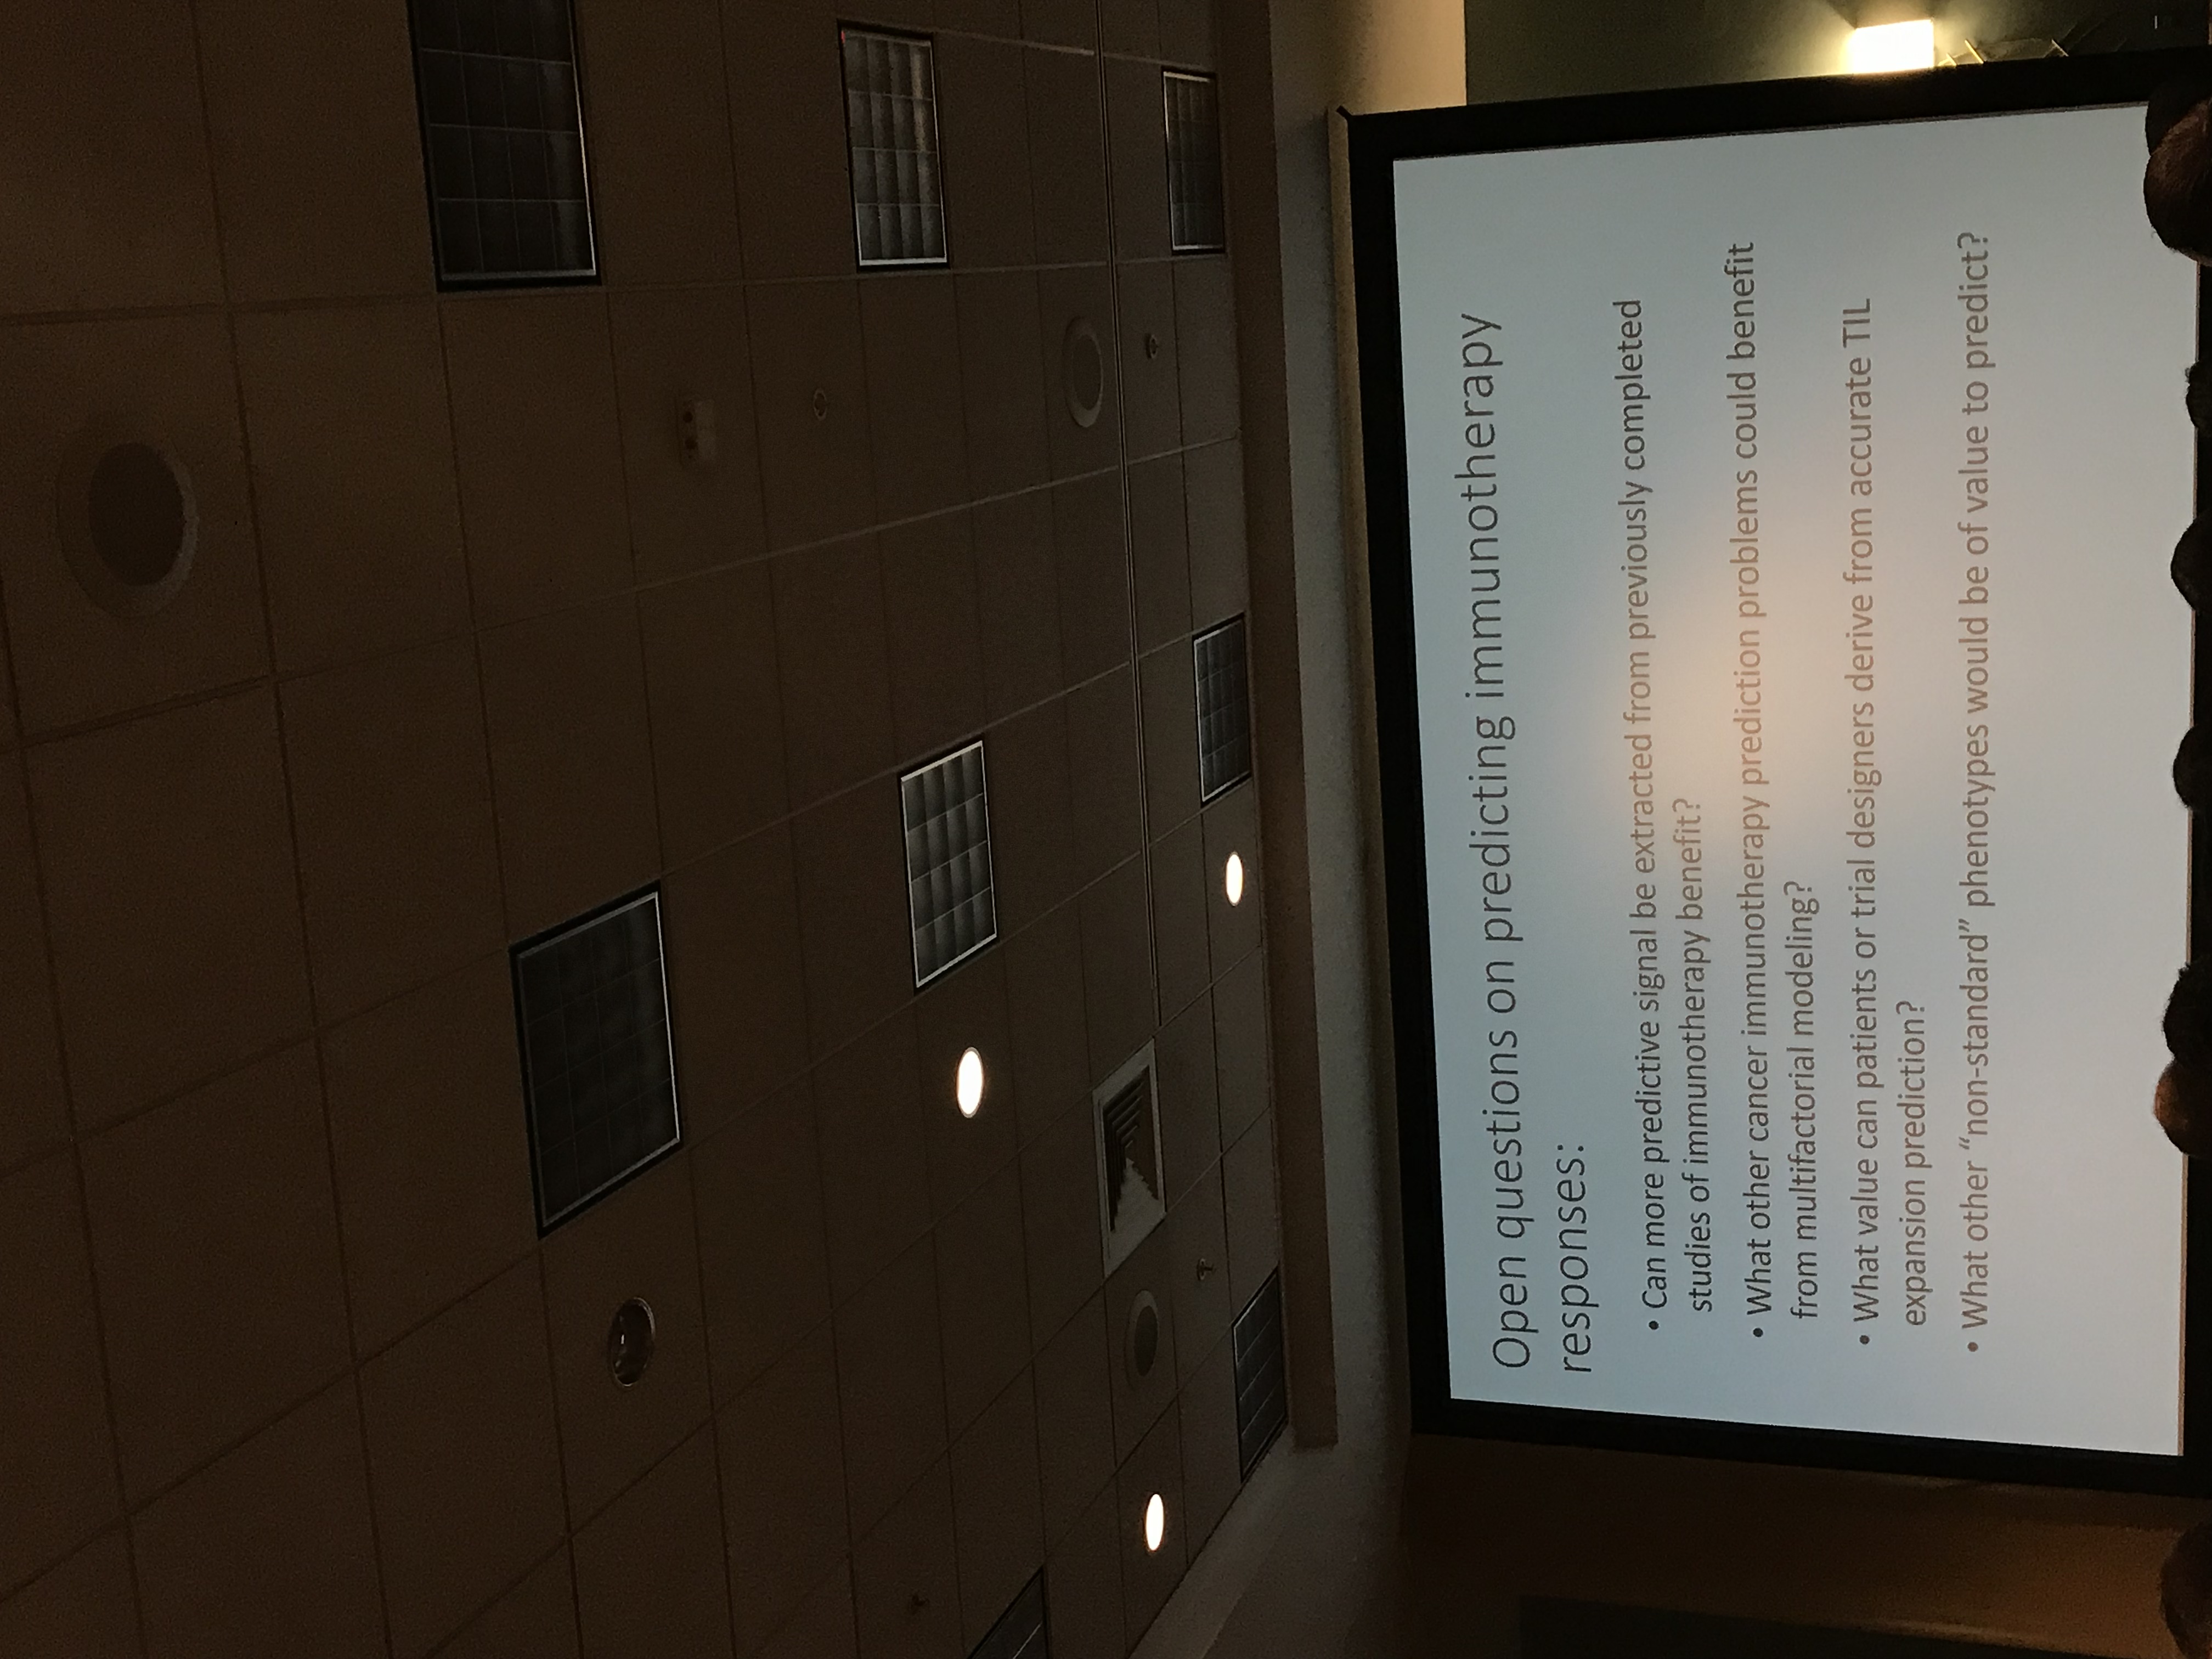 Open questions on predicting immunotherapy
responses:
• Can more predictive signal be extracted from previously completed
studies of immunotherapy benefit?
• What other cancer immunotherapy prediction problems could benefit
from multifactorial modeling?
• What value can patients or trial designers derive from accurate TIL
expansion prediction?
• What other “non-standard” phenotypes would be of value to predict?